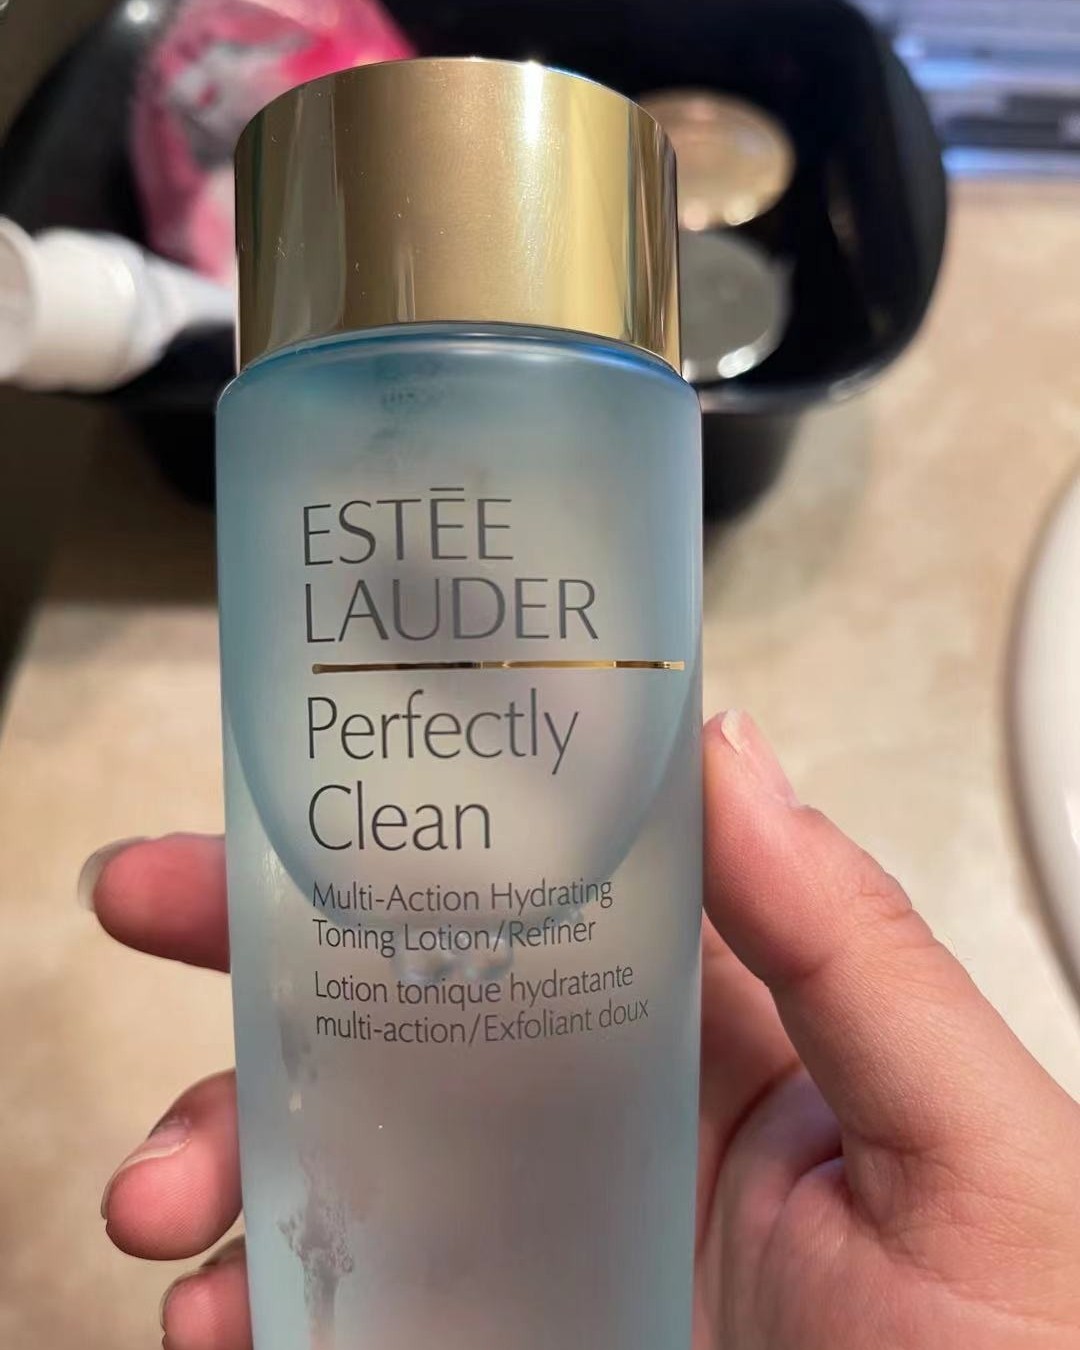 ESTĒE
LAUDER
Perfectly
Clean
Multi-Action Hydrating
Toning Lotion/Refiner
Lotion tonique hydratante
multi-action/Exfoliant doux